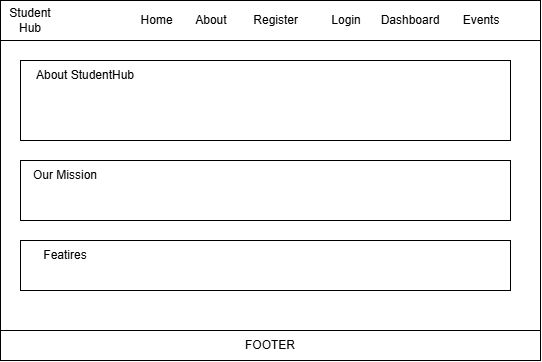 Student
Hub
Home About Register Login Dashboard Events
About StudentHub
Our Mission
Featires
FOOTER